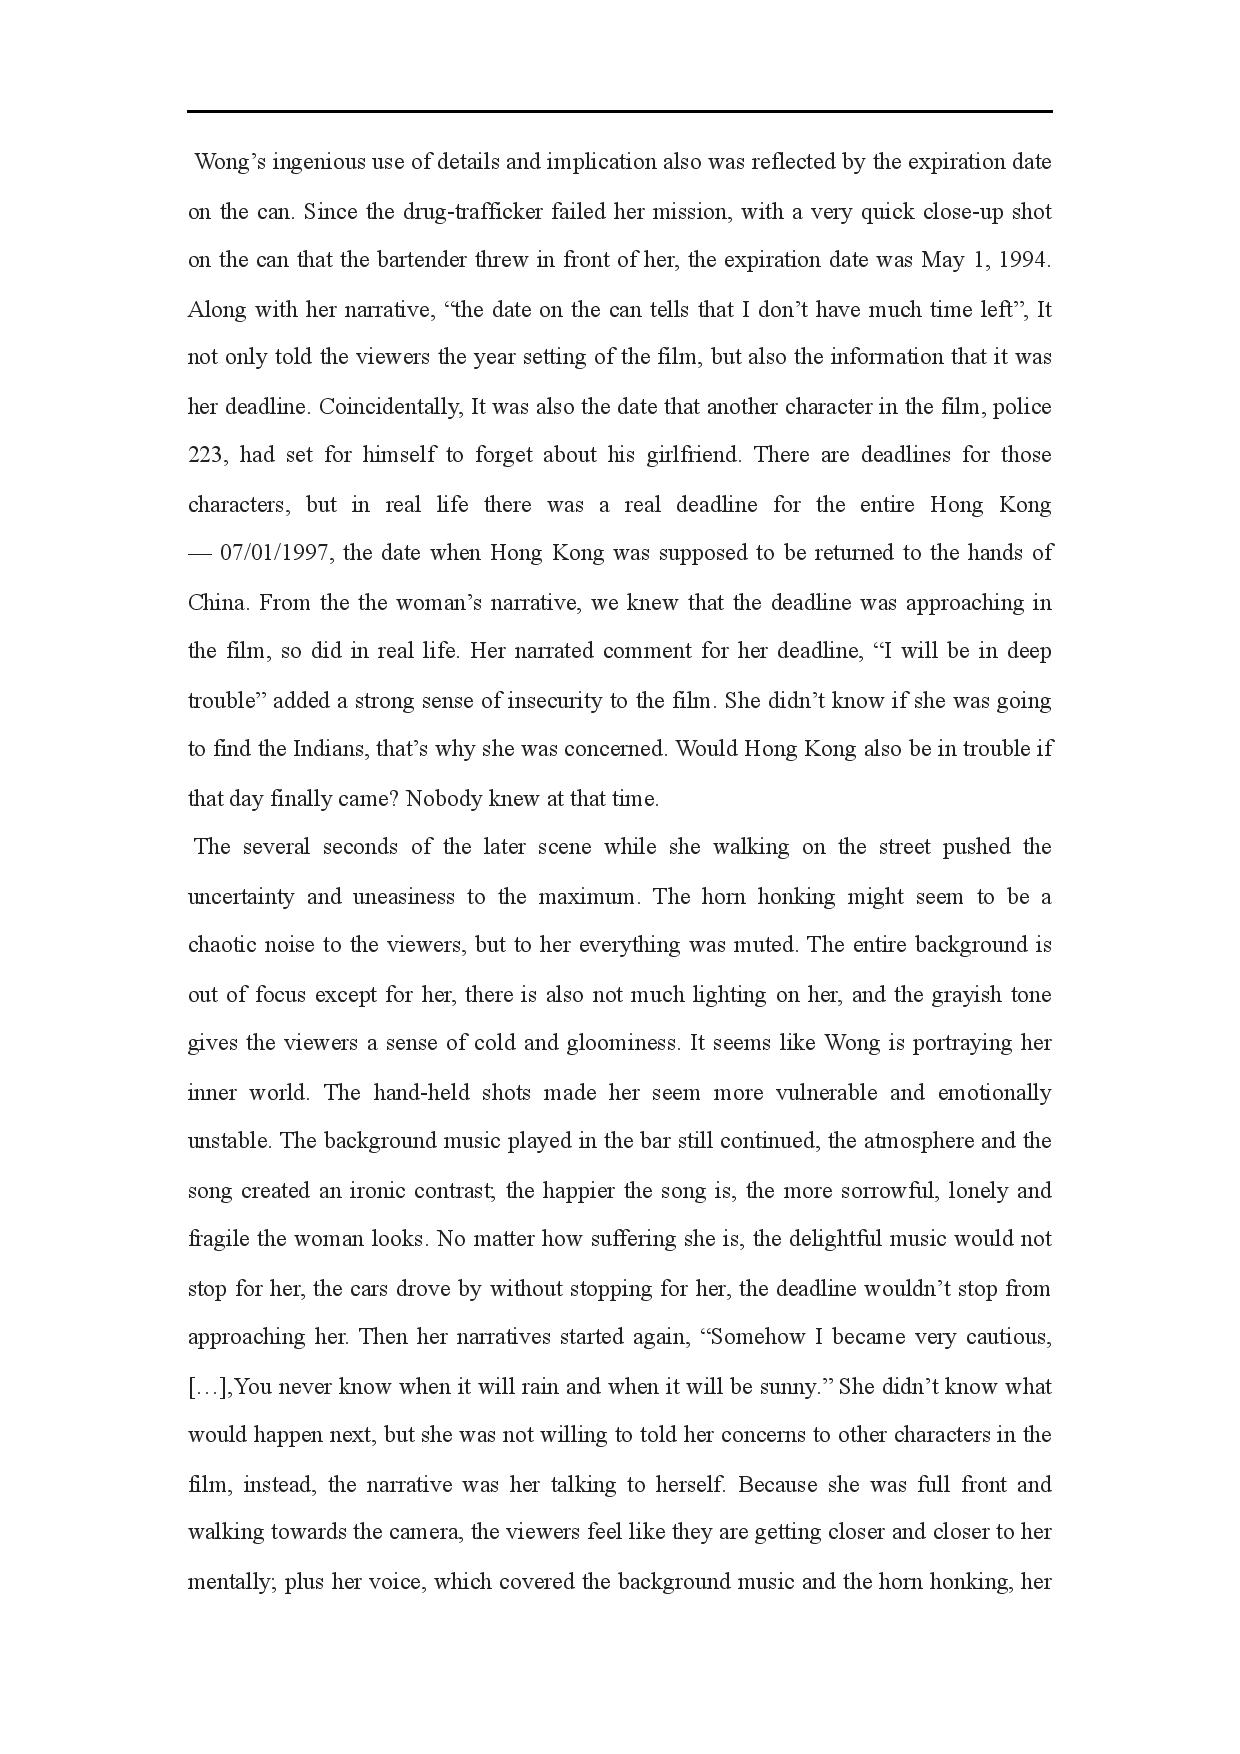 Wong’s ingenious use of details and implication also was reflected by the expiration date
on the can. Since the drug-trafficker failed her mission, with a very quick close-up shot
on the can that the bartender threw in front of her, the expiration date was May 1, 1994.
Along with her narrative, “the date on the can tells that I don’t have much time left”, It
not only told the viewers the year setting of the film, but also the information that it was
her deadline. Coincidentally, It was also the date that another character in the film, police
223, had set for himself to forget about his girlfriend. There are deadlines for those
characters, but in real life there was a real deadline for the entire Hong Kong
— 07/01/1997, the date when Hong Kong was supposed to be returned to the hands of
China. From the the woman’s narrative, we knew that the deadline was approaching in
the film, so did in real life. Her narrated comment for her deadline, “I will be in deep
trouble” added a strong sense of insecurity to the film. She didn’t know if she was going
to find the Indians, that’s why she was concerned. Would Hong Kong also be in trouble if
that day finally came? Nobody knew at that time.
The several seconds of the later scene while she walking on the street pushed the
uncertainty and uneasiness to the maximum. The horn honking might seem to be a
chaotic noise to the viewers, but to her everything was muted. The entire background is
out of focus except for her, there is also not much lighting on her, and the grayish tone
gives the viewers a sense of cold and gloominess. It seems like Wong is portraying her
inner world. The hand-held shots made her seem more vulnerable and emotionally
unstable. The background music played in the bar still continued, the atmosphere and the
song created an ironic contrast; the happier the song is, the more sorrowful, lonely and
fragile the woman looks. No matter how suffering she is, the delightful music would not
stop for her, the cars drove by without stopping for her, the deadline wouldn’t stop from
approaching her. Then her narratives started again, “Somehow I became very cautious,
[…],You never know when it will rain and when it will be sunny.” She didn’t know what
would happen next, but she was not willing to told her concerns to other characters in the
film, instead, the narrative was her talking to herself. Because she was full front and
walking towards the camera, the viewers feel like they are getting closer and closer to her
mentally; plus her voice, which covered the background music and the horn honking, her